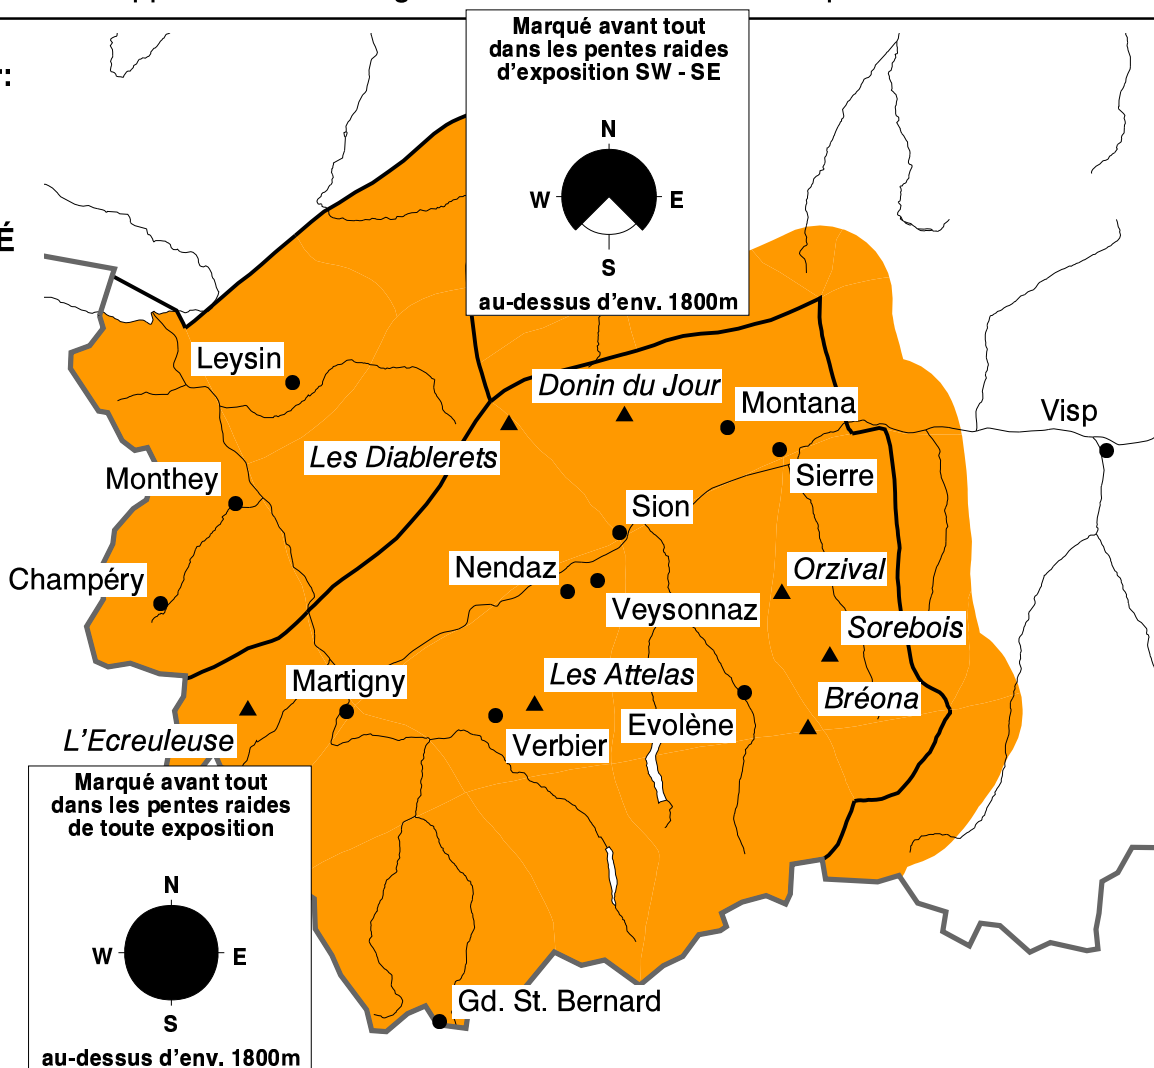 :
É
Marqué avant tout
dans les pentes raides
d'exposition SW - SE
N
W
E
S
au-dessus d'env. 1800m
Leysin
Donin du Jour
Montana
Visp
Les Diablerets
Sierre
Monthey
Sion
Champéry
Nendaz
Orzival
Veysonnaz
Sorebois
Martigny
Les Attelas
Bréona
L'Ecreuleuse
Verbier
Evolène
Marqué avant tout
dans les pentes raides
de toute exposition
N
W
E
S
Gd. St. Bernard
au-dessus d'env. 1800m